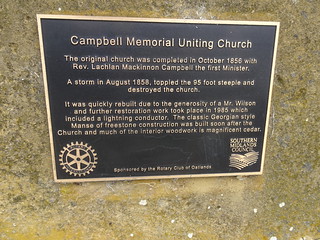 Campbell Memorial Uniting Church
The original church was completed in October 1856 with
Rev. Lachlan Mackinnon Campbell the first Minister.
A storm in August 1858, toppled the 95 foot steeple and
destroyed the church.
It was quickly rebuilt due to the generosity of a Mr. Wilson
and further restoration work took place in 1985 which
included a lightning conductor. The classic Georgian style
Manse of freestone construction was built soon after the
Church and much of the interior woodwork is magnificent cedar.
SOUTHERN
MIDLANDS
COUNCIL
Sponsored by the Rotary Club of Oatlands